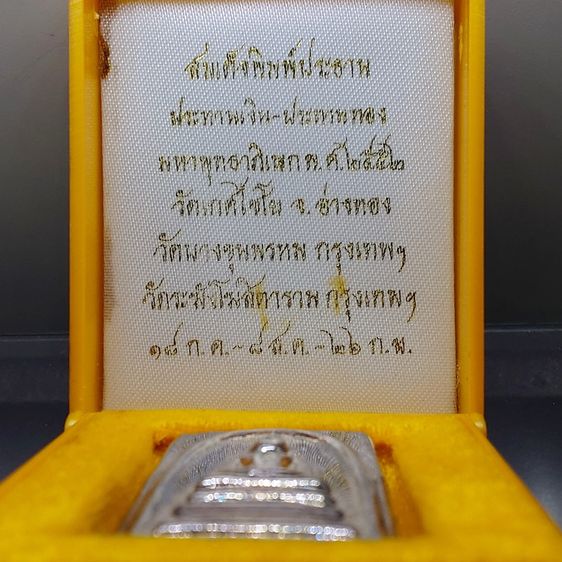 สมเด็จพิมพ์ประธาน
ประทานเงิน-ประทานทอง
มหาพุทธาภิเษก พ.ศ.๒๕๕๒
วัดเกศไชโย จ.อ่างทอง
วัดบางขุนพรหม กรุงเทพฯ
วัดระฆังโฆสิตาราม กรุงเทพฯ
๑๘ ก.ค.-๘ ส.ค.-๒๖ ก.พ.